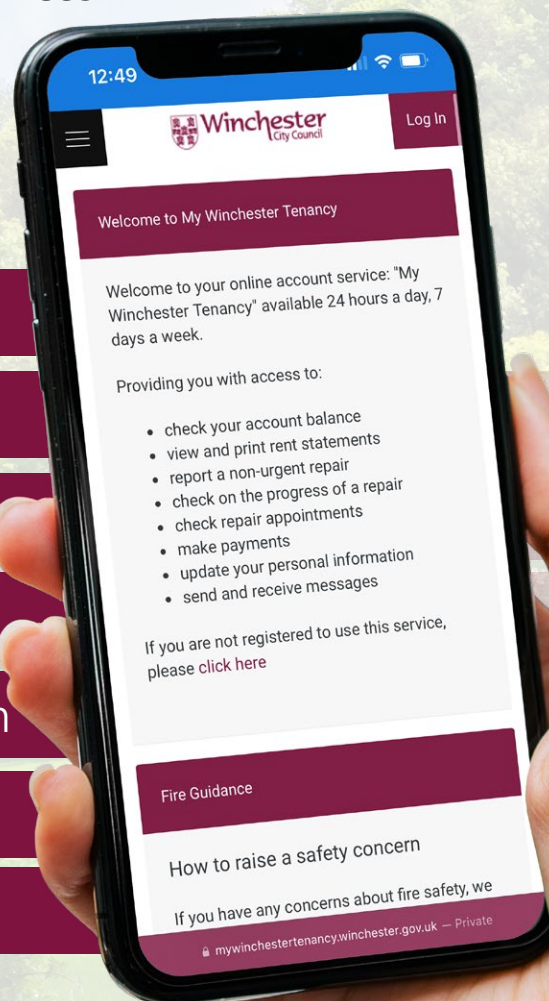 12:49
Winchester
City Council
Log In
Welcome to My Winchester Tenancy
Welcome to your online account service: "My
Winchester Tenancy" available 24 hours a day, 7
days a week.
Providing you with access to:
• check your account balance
• view and print rent statements
• report a non-urgent repair
• check on the progress of a repair
• check repair appointments
• make payments
• update your personal information
• send and receive messages
If you are not registered to use this service,
please click here
Fire Guidance
How to raise a safety concern
If you have any concerns about fire safety, we
mywinchestertenancy.winchester.gov.uk — Private